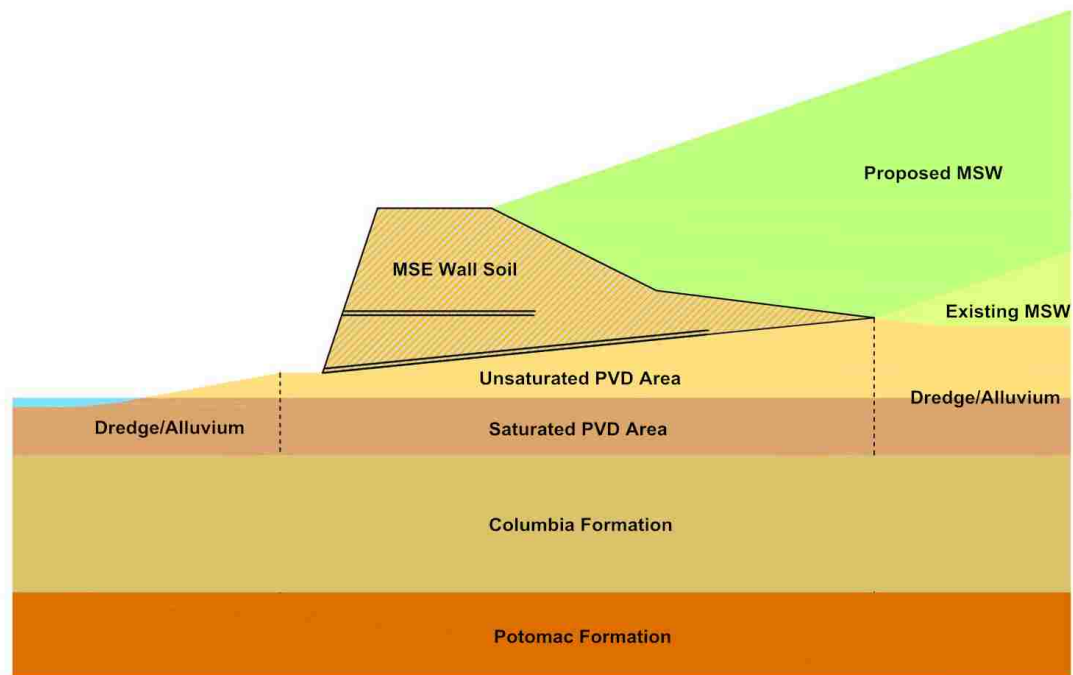 Proposed MSW
MSE Wall Soil
Existing MSW
Unsaturated PVD Area
Dredge/Alluvium
Dredge/Alluvium
Saturated PVD Area
Columbia Formation
Potomac Formation